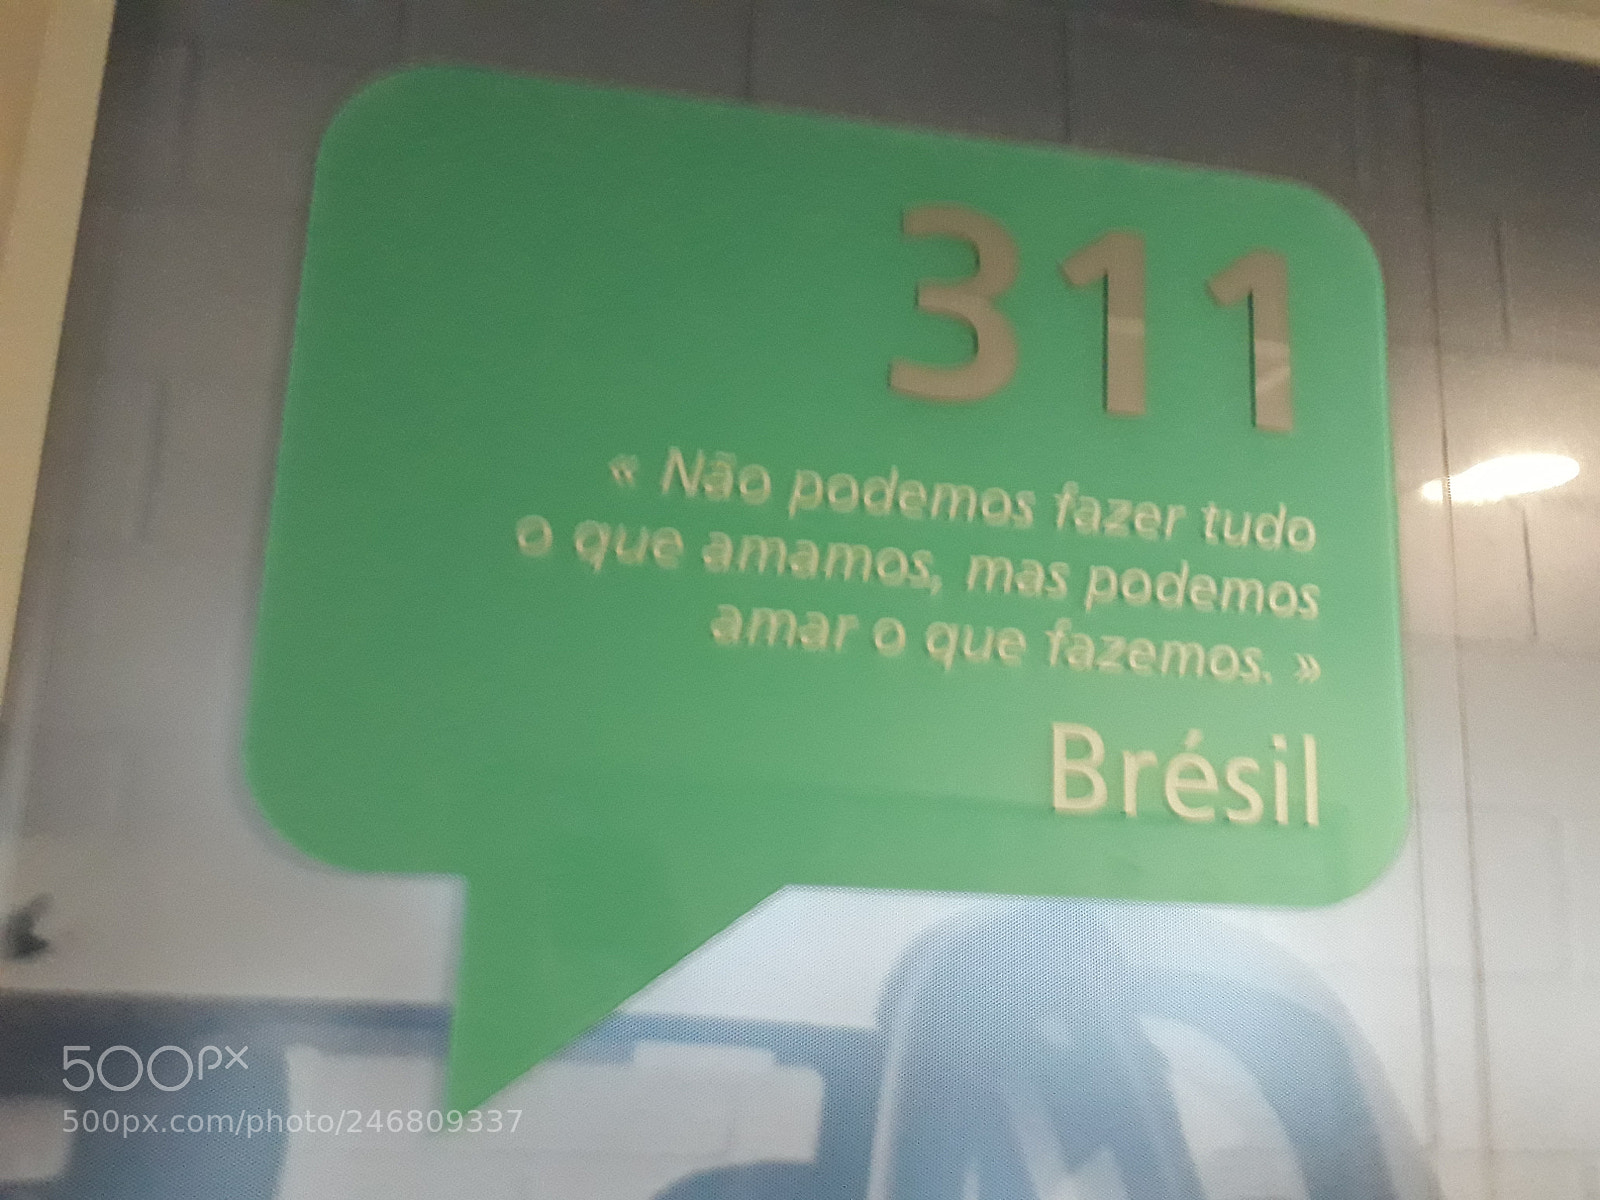 311
« Não podemos fazer tudo
o que amamos, mas podemos
amar o que fazemos. »
Brésil
500px
500px.com/photo/246809337